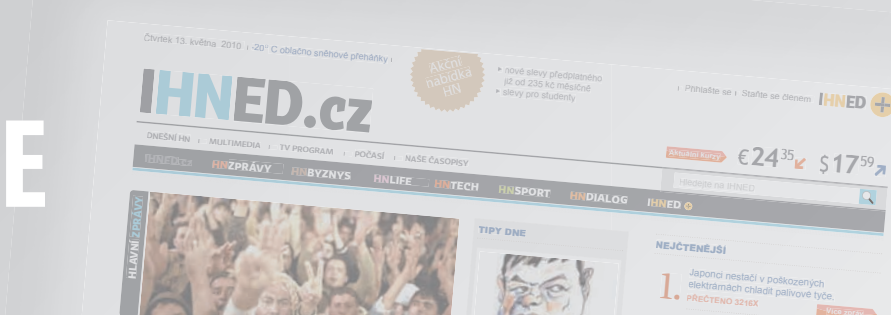 E
Čtvrtek 13. května 2010 | -20° C oblačno sněhové přeháňky |
Akční
nabídka
HN
nové slevy předplatného
již od 235 kč měsíčně
slevy pro studenty
| Přihlašte se | Staňte se členem IHNED +
IHNED.cz
DNEŠNÍ HN | MULTIMEDIA | TV PROGRAM | POČASÍ | NAŠE ČASOPISY
Aktuální kurzy €24 35 $17 59
HNZPRÁVY HNBYZNYS HNLIFE HNTECH HNSPORT HNDIALOG IHNED +
Hledejte na IHNED
HLAVNÍ ZPRÁVY
TIPY DNE
NEJČTENĚJŠÍ
1. Japonci nestačí v poškozených
elektrárnách chladit palivové tyče.
PŘEČTENO 3216X